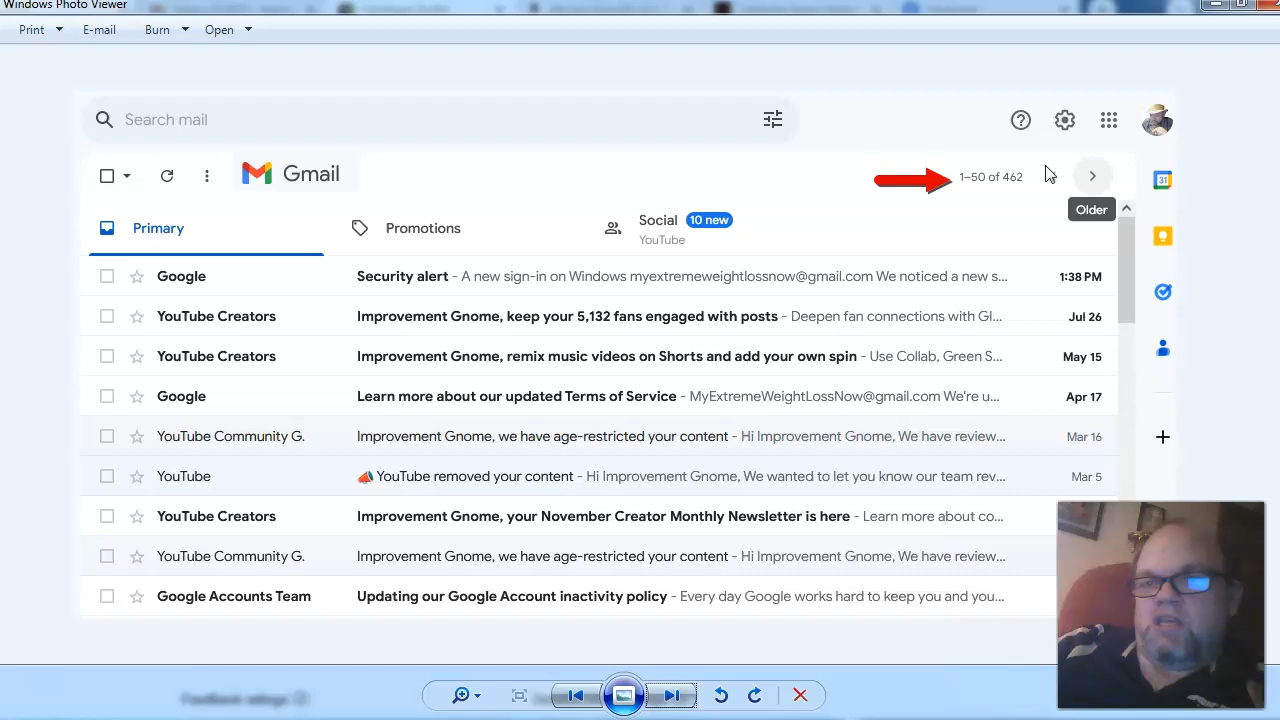 Windows Photo Viewer
Print E-mail Burn Open
Search mail
Gmail
1–50 of 462
Older
31
Primary
Promotions
Social 10 new
YouTube
Google Security alert - A new sign-in on Windows myextremeweightlossnow@gmail.com We noticed a new s... 1:38 PM
YouTube Creators Improvement Gnome, keep your 5,132 fans engaged with posts - Deepen fan connections with Gl... Jul 26
YouTube Creators Improvement Gnome, remix music videos on Shorts and add your own spin - Use Collab, Green S... May 15
Google Learn more about our updated Terms of Service - MyExtremeWeightLossNow@gmail.com We're u... Apr 17
YouTube Community G. Improvement Gnome, we have age-restricted your content - Hi Improvement Gnome, We have review... Mar 16
YouTube 📣 YouTube removed your content - Hi Improvement Gnome, We wanted to let you know our team rev... Mar 5
YouTube Creators Improvement Gnome, your November Creator Monthly Newsletter is here - Learn more about co...
YouTube Community G. Improvement Gnome, we have age-restricted your content - Hi Improvement Gnome, We have review...
Google Accounts Team Updating our Google Account inactivity policy - Every day Google works hard to keep you and you...